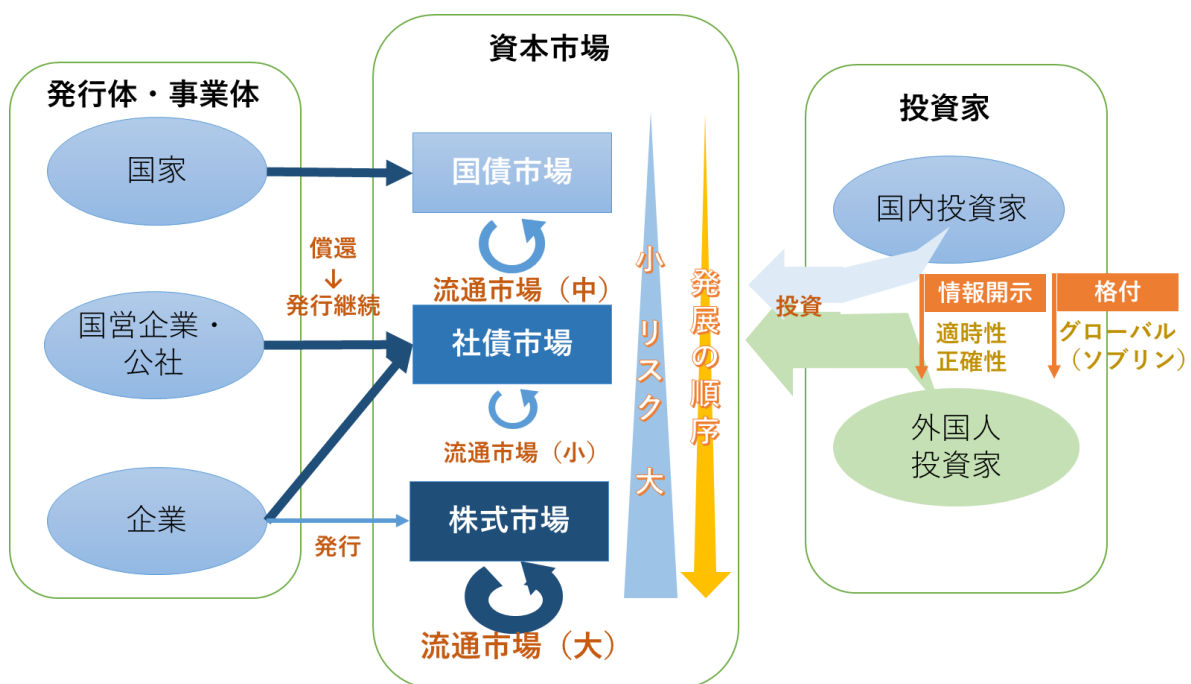 発行体・事業体
国家
国営企業・
公社
企業
償還
↓
発行継続
発行
資本市場
国債市場
流通市場（中）
社債市場
流通市場（小）
株式市場
流通市場（大）
小 リスク 大
発展の順序
投資
投資家
国内投資家
情報開示
適時性
正確性
格付
グローバル
（ソブリン）
外国人
投資家